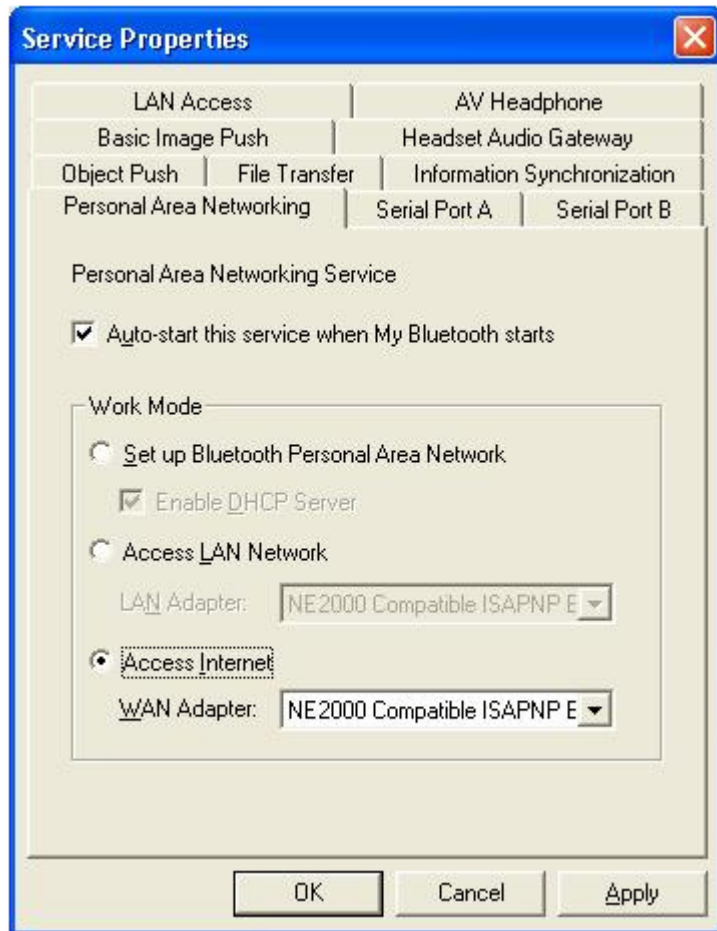 Service Properties
LAN Access AV Headphone
Basic Image Push Headset Audio Gateway
Object Push File Transfer Information Synchronization
Personal Area Networking Serial Port A Serial Port B
Personal Area Networking Service
Auto-start this service when My Bluetooth starts
Work Mode
Set up Bluetooth Personal Area Network
Enable DHCP Server
Access LAN Network
LAN Adapter: NE2000 Compatible ISAPNP E
Access Internet
WAN Adapter: NE2000 Compatible ISAPNP E
OK Cancel Apply